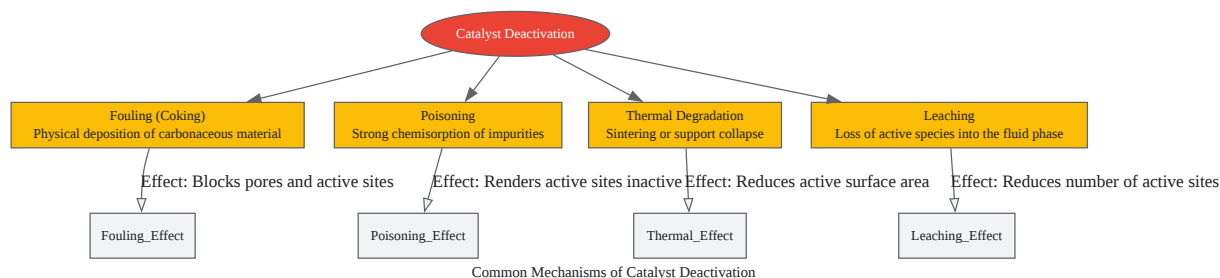 Catalyst Deactivation
Fouling (Coking)
Physical deposition of carbonaceous material
Poisoning
Strong chemisorption of impurities
Thermal Degradation
Sintering or support collapse
Leaching
Loss of active species into the fluid phase
Effect: Blocks pores and active sites
Effect: Renders active sites inactive
Effect: Reduces active surface area
Effect: Reduces number of active sites
Fouling_Effect
Poisoning_Effect
Thermal_Effect
Leaching_Effect
Common Mechanisms of Catalyst Deactivation